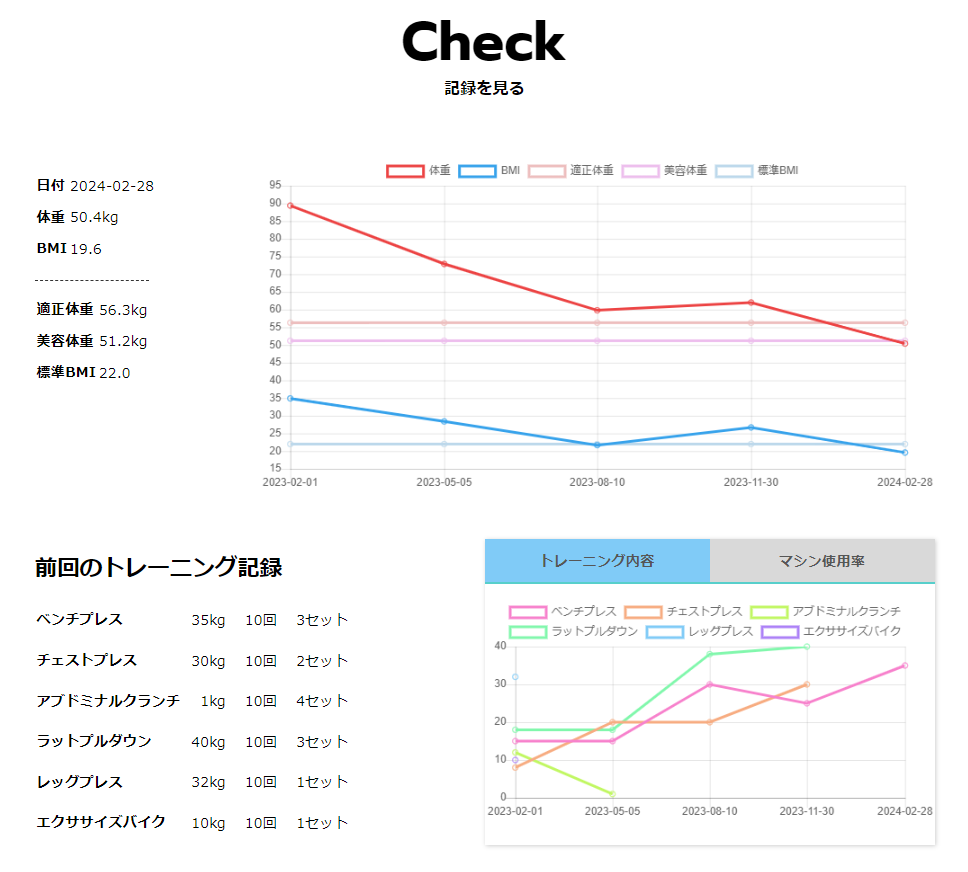 Check
記録を見る
日付 2024-02-28
体重 50.4kg
BMI 19.6
適正体重 56.3kg
美容体重 51.2kg
標準BMI 22.0
体重 BMI 適正体重 美容体重 標準BMI
95
90
85
80
75
70
65
60
55
50
45
40
35
30
25
20
15
2023-02-01 2023-05-05 2023-08-10 2023-11-30 2024-02-28
前回のトレーニング記録
ベンチプレス 35kg 10回 3セット
チェストプレス 30kg 10回 2セット
アブドミナルクランチ 1kg 10回 4セット
ラットプルダウン 40kg 10回 3セット
レッグプレス 32kg 10回 1セット
エクササイズバイク 10kg 10回 1セット
トレーニング内容 マシン使用率
ベンチプレス チェストプレス アブドミナルクランチ
ラットプルダウン レッグプレス エクササイズバイク
40
30
20
10
0
2023-02-01 2023-05-05 2023-08-10 2023-11-30 2024-02-28